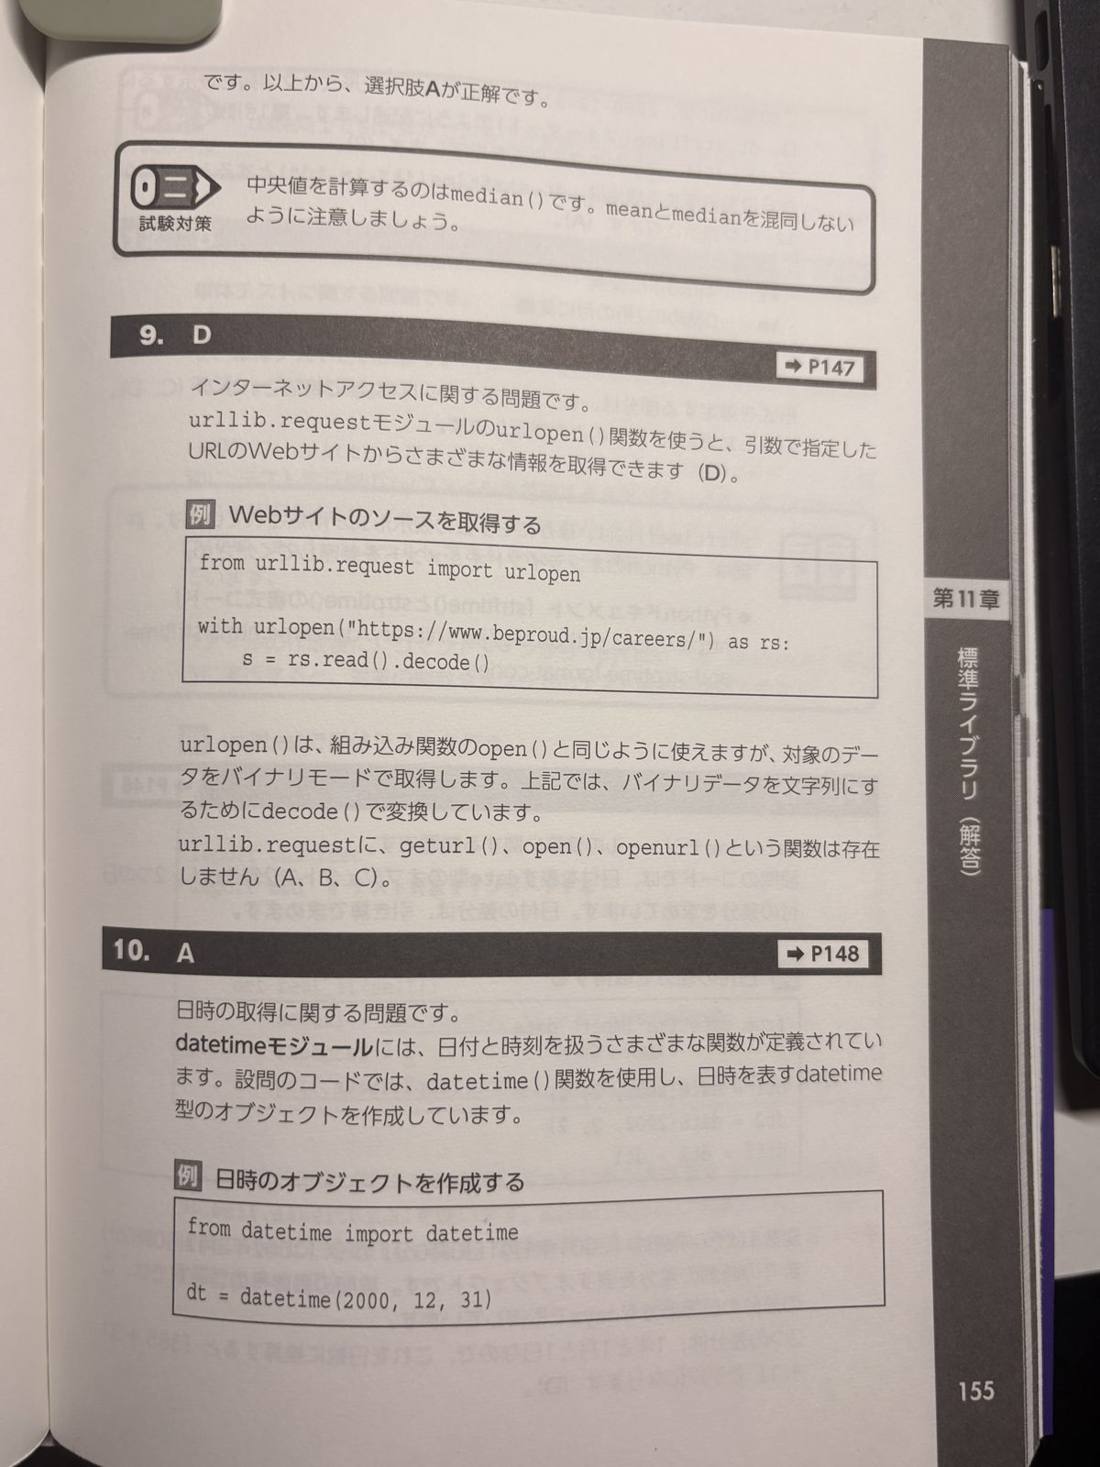 です。以上から、選択肢Aが正解です。
試験対策
中央値を計算するのはmedian()です。meanとmedianを混同しない
ように注意しましょう。
9. D
➡ P147
インターネットアクセスに関する問題です。
urllib.requestモジュールのurlopen()関数を使うと、引数で指定した
URLのWebサイトからさまざまな情報を取得できます（D）。
例 Webサイトのソースを取得する
from urllib.request import urlopen
with urlopen("https://www.beproud.jp/careers/") as rs:
    s = rs.read().decode()
urlopen()は、組み込み関数のopen()と同じように使えますが、対象のデー
タをバイナリモードで取得します。上記では、バイナリデータを文字列にす
るためにdecode()で変換しています。
urllib.requestに、geturl()、open()、openurl()という関数は存在
しません（A、B、C）。
10. A
➡ P148
日時の取得に関する問題です。
datetimeモジュールには、日付と時刻を扱うさまざまな関数が定義されてい
ます。設問のコードでは、datetime()関数を使用し、日時を表すdatetime
型のオブジェクトを作成しています。
例 日時のオブジェクトを作成する
from datetime import datetime
dt = datetime(2000, 12, 31)
第11章
標準ライブラリ（解答）
155